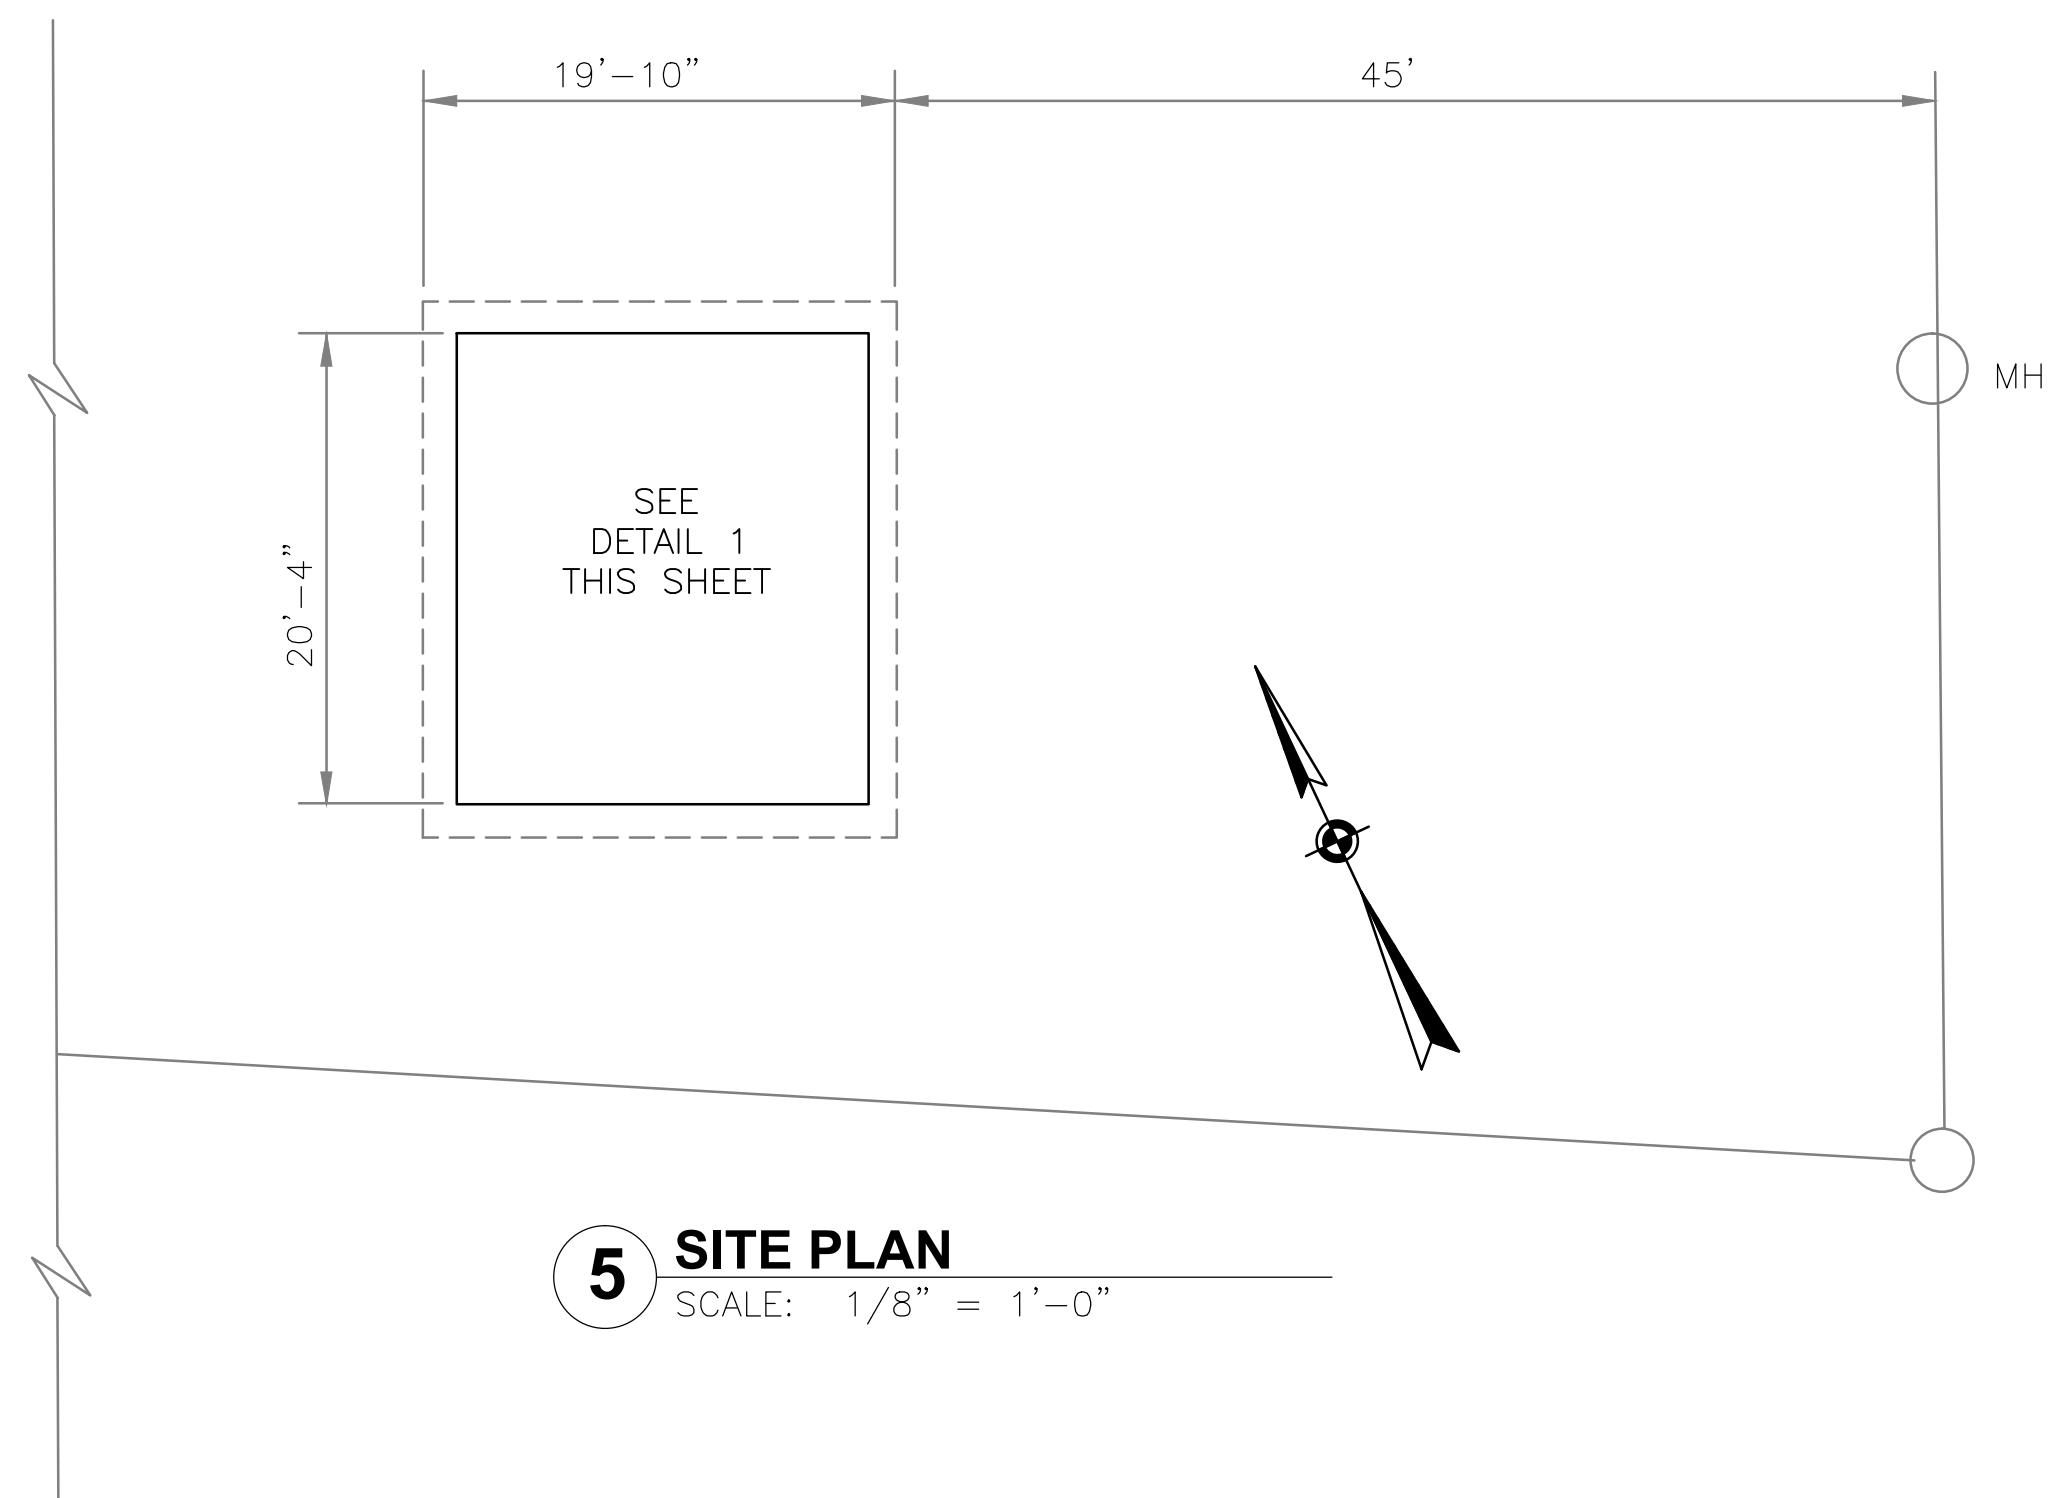 19'-10"
45'
MH
SEE
DETAIL 1
THIS SHEET
20'-4"
5
SITE PLAN
SCALE: 1/8" = 1'-0"